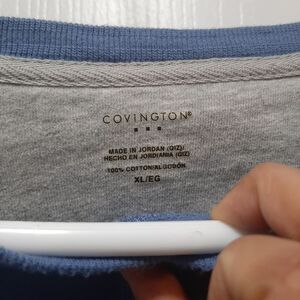 COVINGTON®
MADE IN JORDAN (QIZ)/
HECHO EN JORDANIA (QIZ)
100% COTTON/ALGODÓN
XL/EG